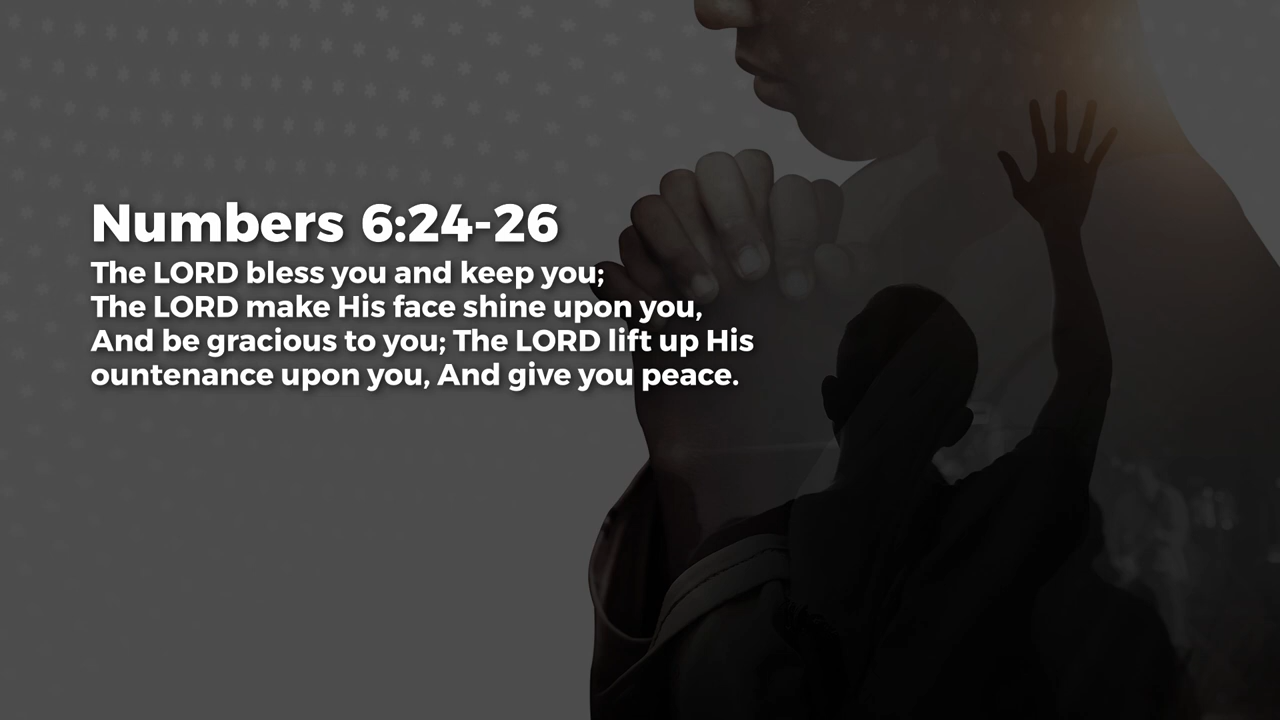 Numbers 6:24-26
The LORD bless you and keep you;
The LORD make His face shine upon you,
And be gracious to you; The LORD lift up His
ountenance upon you, And give you peace.